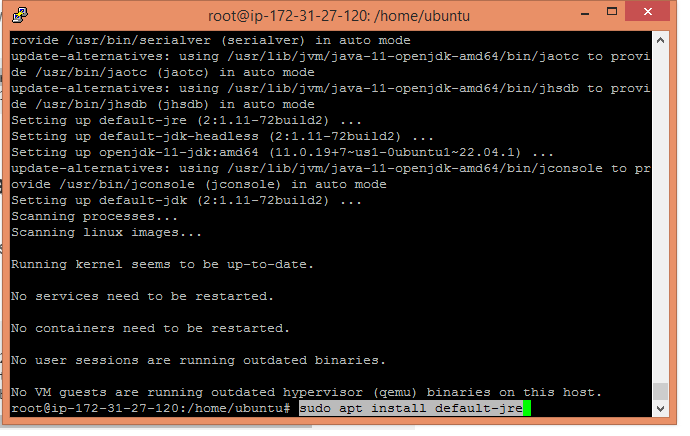 root@ip-172-31-27-120: /home/ubuntu
rovide /usr/bin/serialver (serialver) in auto mode
update-alternatives: using /usr/lib/jvm/java-11-openjdk-amd64/bin/jaotc to provi
de /usr/bin/jaotc (jaotc) in auto mode
update-alternatives: using /usr/lib/jvm/java-11-openjdk-amd64/bin/jhsdb to provi
de /usr/bin/jhsdb (jhsdb) in auto mode
Setting up default-jre (2:1.11-72build2) ...
Setting up default-jdk-headless (2:1.11-72build2) ...
Setting up openjdk-11-jdk:amd64 (11.0.19+7~us1-0ubuntu1~22.04.1) ...
update-alternatives: using /usr/lib/jvm/java-11-openjdk-amd64/bin/jconsole to pr
ovide /usr/bin/jconsole (jconsole) in auto mode
Setting up default-jdk (2:1.11-72build2) ...
Scanning processes...
Scanning linux images...
Running kernel seems to be up-to-date.
No services need to be restarted.
No containers need to be restarted.
No user sessions are running outdated binaries.
No VM guests are running outdated hypervisor (qemu) binaries on this host.
root@ip-172-31-27-120:/home/ubuntu# sudo apt install default-jre